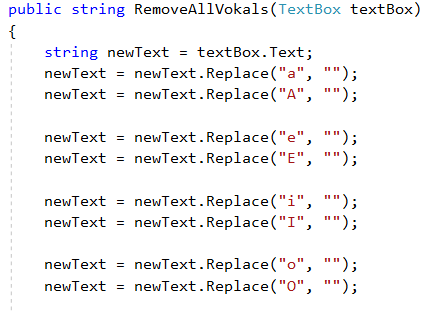 public string RemoveAllVokals(TextBox textBox)
{
string newText = textBox.Text;
newText = newText.Replace("a", "");
newText = newText.Replace("A", "");
newText = newText.Replace("e", "");
newText = newText.Replace("E", "");
newText = newText.Replace("i", "");
newText = newText.Replace("I", "");
newText = newText.Replace("o", "");
newText = newText.Replace("O", "");